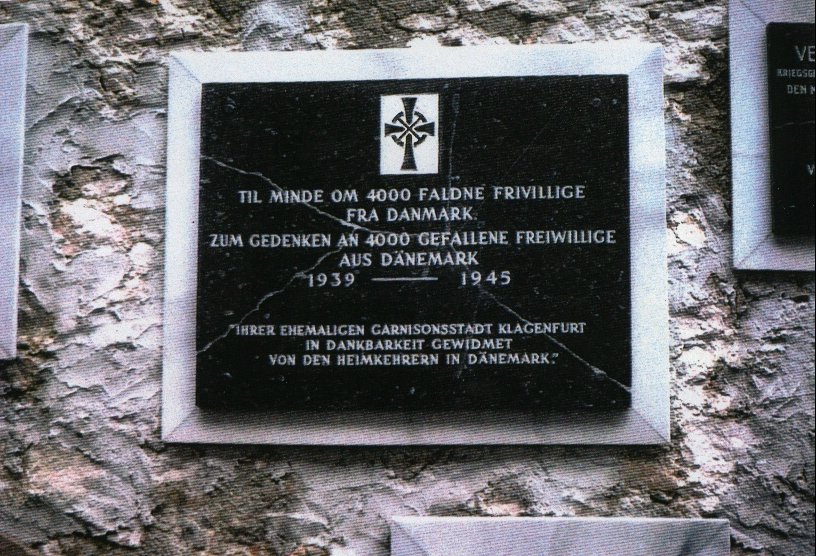 TIL MINDE OM 4000 FALDNE FRIVILLIGE
FRA DANMARK
ZUM GEDENKEN AN 4000 GEFALLENE FREIWILLIGE
AUS DÄNEMARK
1939 — 1945
"IHRER EHEMALIGEN GARNISONSSTADT KLAGENFURT
IN DANKBARKEIT GEWIDMET
VON DEN HEIMKEHRERN IN DÄNEMARK."
DEN